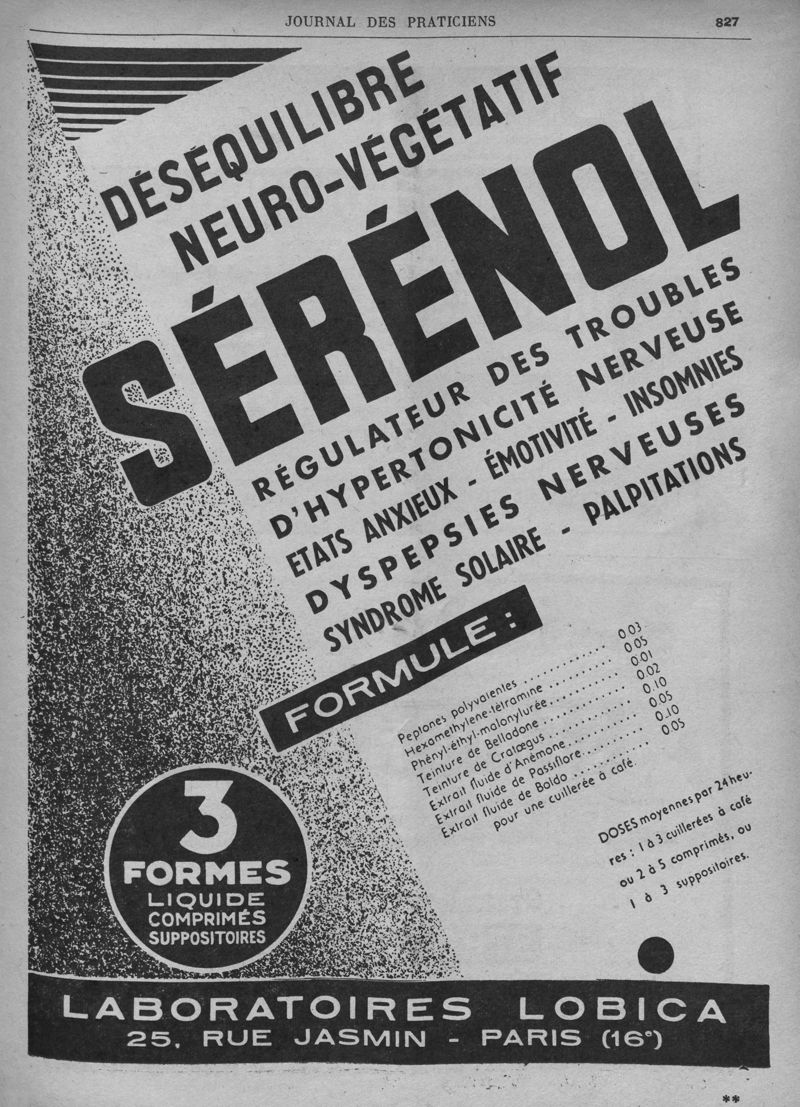 JOURNAL DES PRATICIENS
827
DÉSÉQUILIBRE
NEURO-VÉGÉTATIF
SÉRÉNOL
RÉGULATEUR DES TROUBLES
D'HYPERTONICITÉ NERVEUSE
ETATS ANXIEUX - ÉMOTIVITÉ - INSOMNIES
DYSPEPSIES NERVEUSES
SYNDROME SOLAIRE - PALPITATIONS
FORMULE :
Peptones polyvalentes . . . . . . . . . . . . 0.03
Hexaméthylene-tétramine . . . . . . . . . 0.05
Phényl-éthyl-malonylurée. . . . . . . . . . 0.01
Teinture de Belladone . . . . . . . . . . . . 0.02
Teinture de Cratœgus . . . . . . . . . . . . 0.10
Extrait fluide d'Anémone . . . . . . . . . . 0.05
Extrait fluide de Passiflore. . . . . . . . . 0.10
Extrait fluide de Boldo . . . . . . . . . . . 0.05
pour une cuillerée à café.
DOSES moyennes par 24 heu-
res : 1 à 3 cuillerées à café
ou 2 à 5 comprimés, ou
1 à 3 suppositoires.
3
FORMES
LIQUIDE
COMPRIMÉS
SUPPOSITOIRES
LABORATOIRES LOBICA
25, RUE JASMIN - PARIS (16e)
**